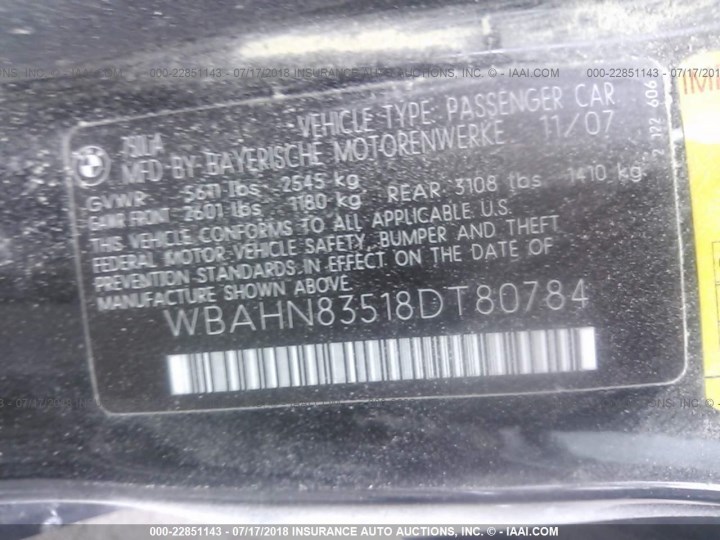 000-22851143 - 07/17/2018 INSURANCE AUTO AUCTIONS, INC. - IAAI.COM
BMW
750LiA
VEHICLE TYPE: PASSENGER CAR
MFD BY BAYERISCHE MOTORENWERKE 11/07
GVWR 5611 lbs 2545 kg
GAWR FRONT 2601 lbs 1180 kg REAR 3108 lbs 1410 kg
THIS VEHICLE CONFORMS TO ALL APPLICABLE U.S.
FEDERAL MOTOR VEHICLE SAFETY, BUMPER AND THEFT
PREVENTION STANDARDS IN EFFECT ON THE DATE OF
MANUFACTURE SHOWN ABOVE:
WBAHN83518DT80784
000-22851143 - 07/17/2018 INSURANCE AUTO AUCTIONS, INC. - IAAI.COM